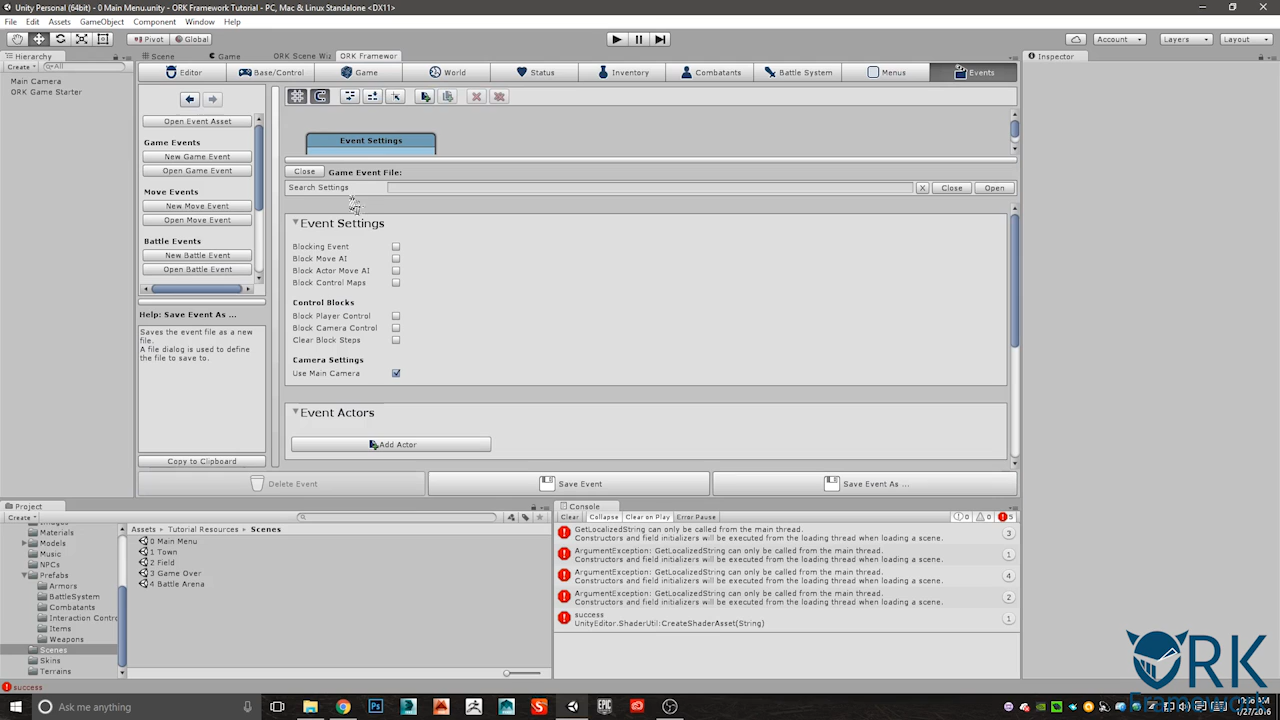 Unity Personal (64bit) - 0 Main Menu.unity - ORK Framework Tutorial - PC, Mac & Linux Standalone <DX11>
File Edit Assets GameObject Component Window Help
Pivot Global Account Layers Layout
Hierarchy Scene Game ORK Scene Wiz ORK Framewor Inspector
Create All
Main Camera
ORK Game Starter
Editor Base/Control Game World Status Inventory Combatants Battle System Menus Events
Open Event Asset
Game Events
New Game Event
Open Game Event
Move Events
New Move Event
Open Move Event
Battle Events
New Battle Event
Open Battle Event
Help: Save Event As ...
Saves the event file as a new
file.
A file dialog is used to define
the file to save to.
Copy to Clipboard
Event Settings
Close Game Event File:
Search Settings X Close Open
Event Settings
Blocking Event
Block Move AI
Block Actor Move AI
Block Control Maps
Control Blocks
Block Player Control
Block Camera Control
Clear Block Steps
Camera Settings
Use Main Camera
Event Actors
Add Actor
Delete Event Save Event Save Event As ...
Project
Create
Materials
Models
Music
NPCs
Prefabs
Armors
BattleSystem
Combatants
Interaction Contro
Items
Weapons
Scenes
Skins
Terrains
Assets Tutorial Resources Scenes
0 Main Menu
1 Town
2 Field
3 Game Over
4 Battle Arena
Console
Clear Collapse Clear on Play Error Pause 0 0 5
GetLocalizedString can only be called from the main thread.
Constructors and field initializers will be executed from the loading thread when loading a scene. 3
ArgumentException: GetLocalizedString can only be called from the main thread.
Constructors and field initializers will be executed from the loading thread when loading a scene. 1
ArgumentException: GetLocalizedString can only be called from the main thread.
Constructors and field initializers will be executed from the loading thread when loading a scene. 4
ArgumentException: GetLocalizedString can only be called from the main thread.
Constructors and field initializers will be executed from the loading thread when loading a scene. 2
success
UnityEditor.ShaderUtil:CreateShaderAsset(String) 1
success
ORK
Framework
Ask me anything
1/27/2016